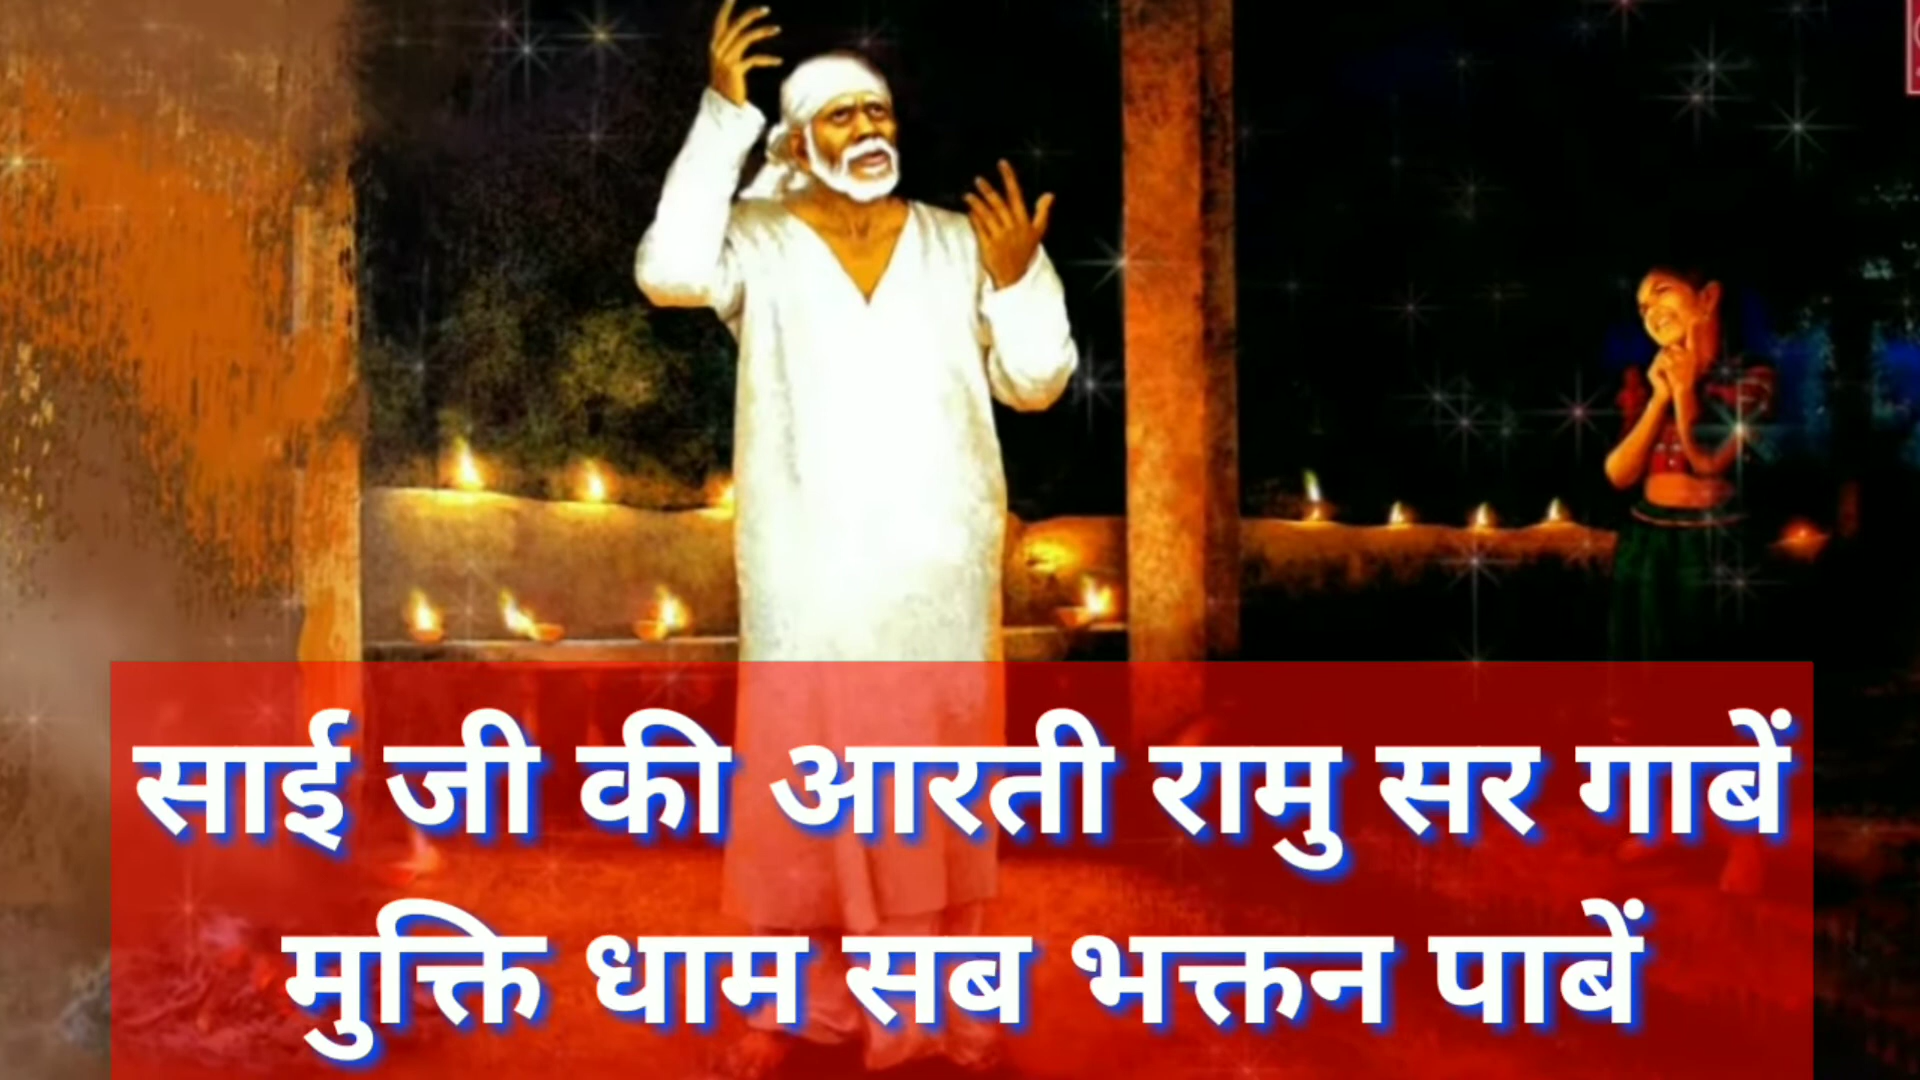 साई जी की आरती रामु सर गाबें
मुक्ति धाम सब भक्तन पाबें